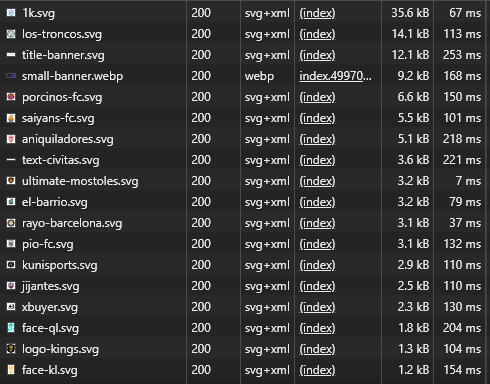 1k.svg 200 svg+xml (index) 35.6 kB 67 ms
los-troncos.svg 200 svg+xml (index) 14.1 kB 113 ms
title-banner.svg 200 svg+xml (index) 12.1 kB 253 ms
small-banner.webp 200 webp index.49970... 9.2 kB 168 ms
porcinos-fc.svg 200 svg+xml (index) 6.6 kB 150 ms
saiyans-fc.svg 200 svg+xml (index) 5.5 kB 101 ms
aniquiladores.svg 200 svg+xml (index) 5.1 kB 218 ms
text-civitas.svg 200 svg+xml (index) 3.6 kB 221 ms
ultimate-mostoles.svg 200 svg+xml (index) 3.2 kB 7 ms
el-barrio.svg 200 svg+xml (index) 3.2 kB 79 ms
rayo-barcelona.svg 200 svg+xml (index) 3.1 kB 37 ms
pio-fc.svg 200 svg+xml (index) 3.1 kB 132 ms
kunisports.svg 200 svg+xml (index) 2.9 kB 110 ms
jijantes.svg 200 svg+xml (index) 2.5 kB 110 ms
xbuyer.svg 200 svg+xml (index) 2.3 kB 130 ms
face-ql.svg 200 svg+xml (index) 1.8 kB 204 ms
logo-kings.svg 200 svg+xml (index) 1.3 kB 104 ms
face-kl.svg 200 svg+xml (index) 1.2 kB 154 ms